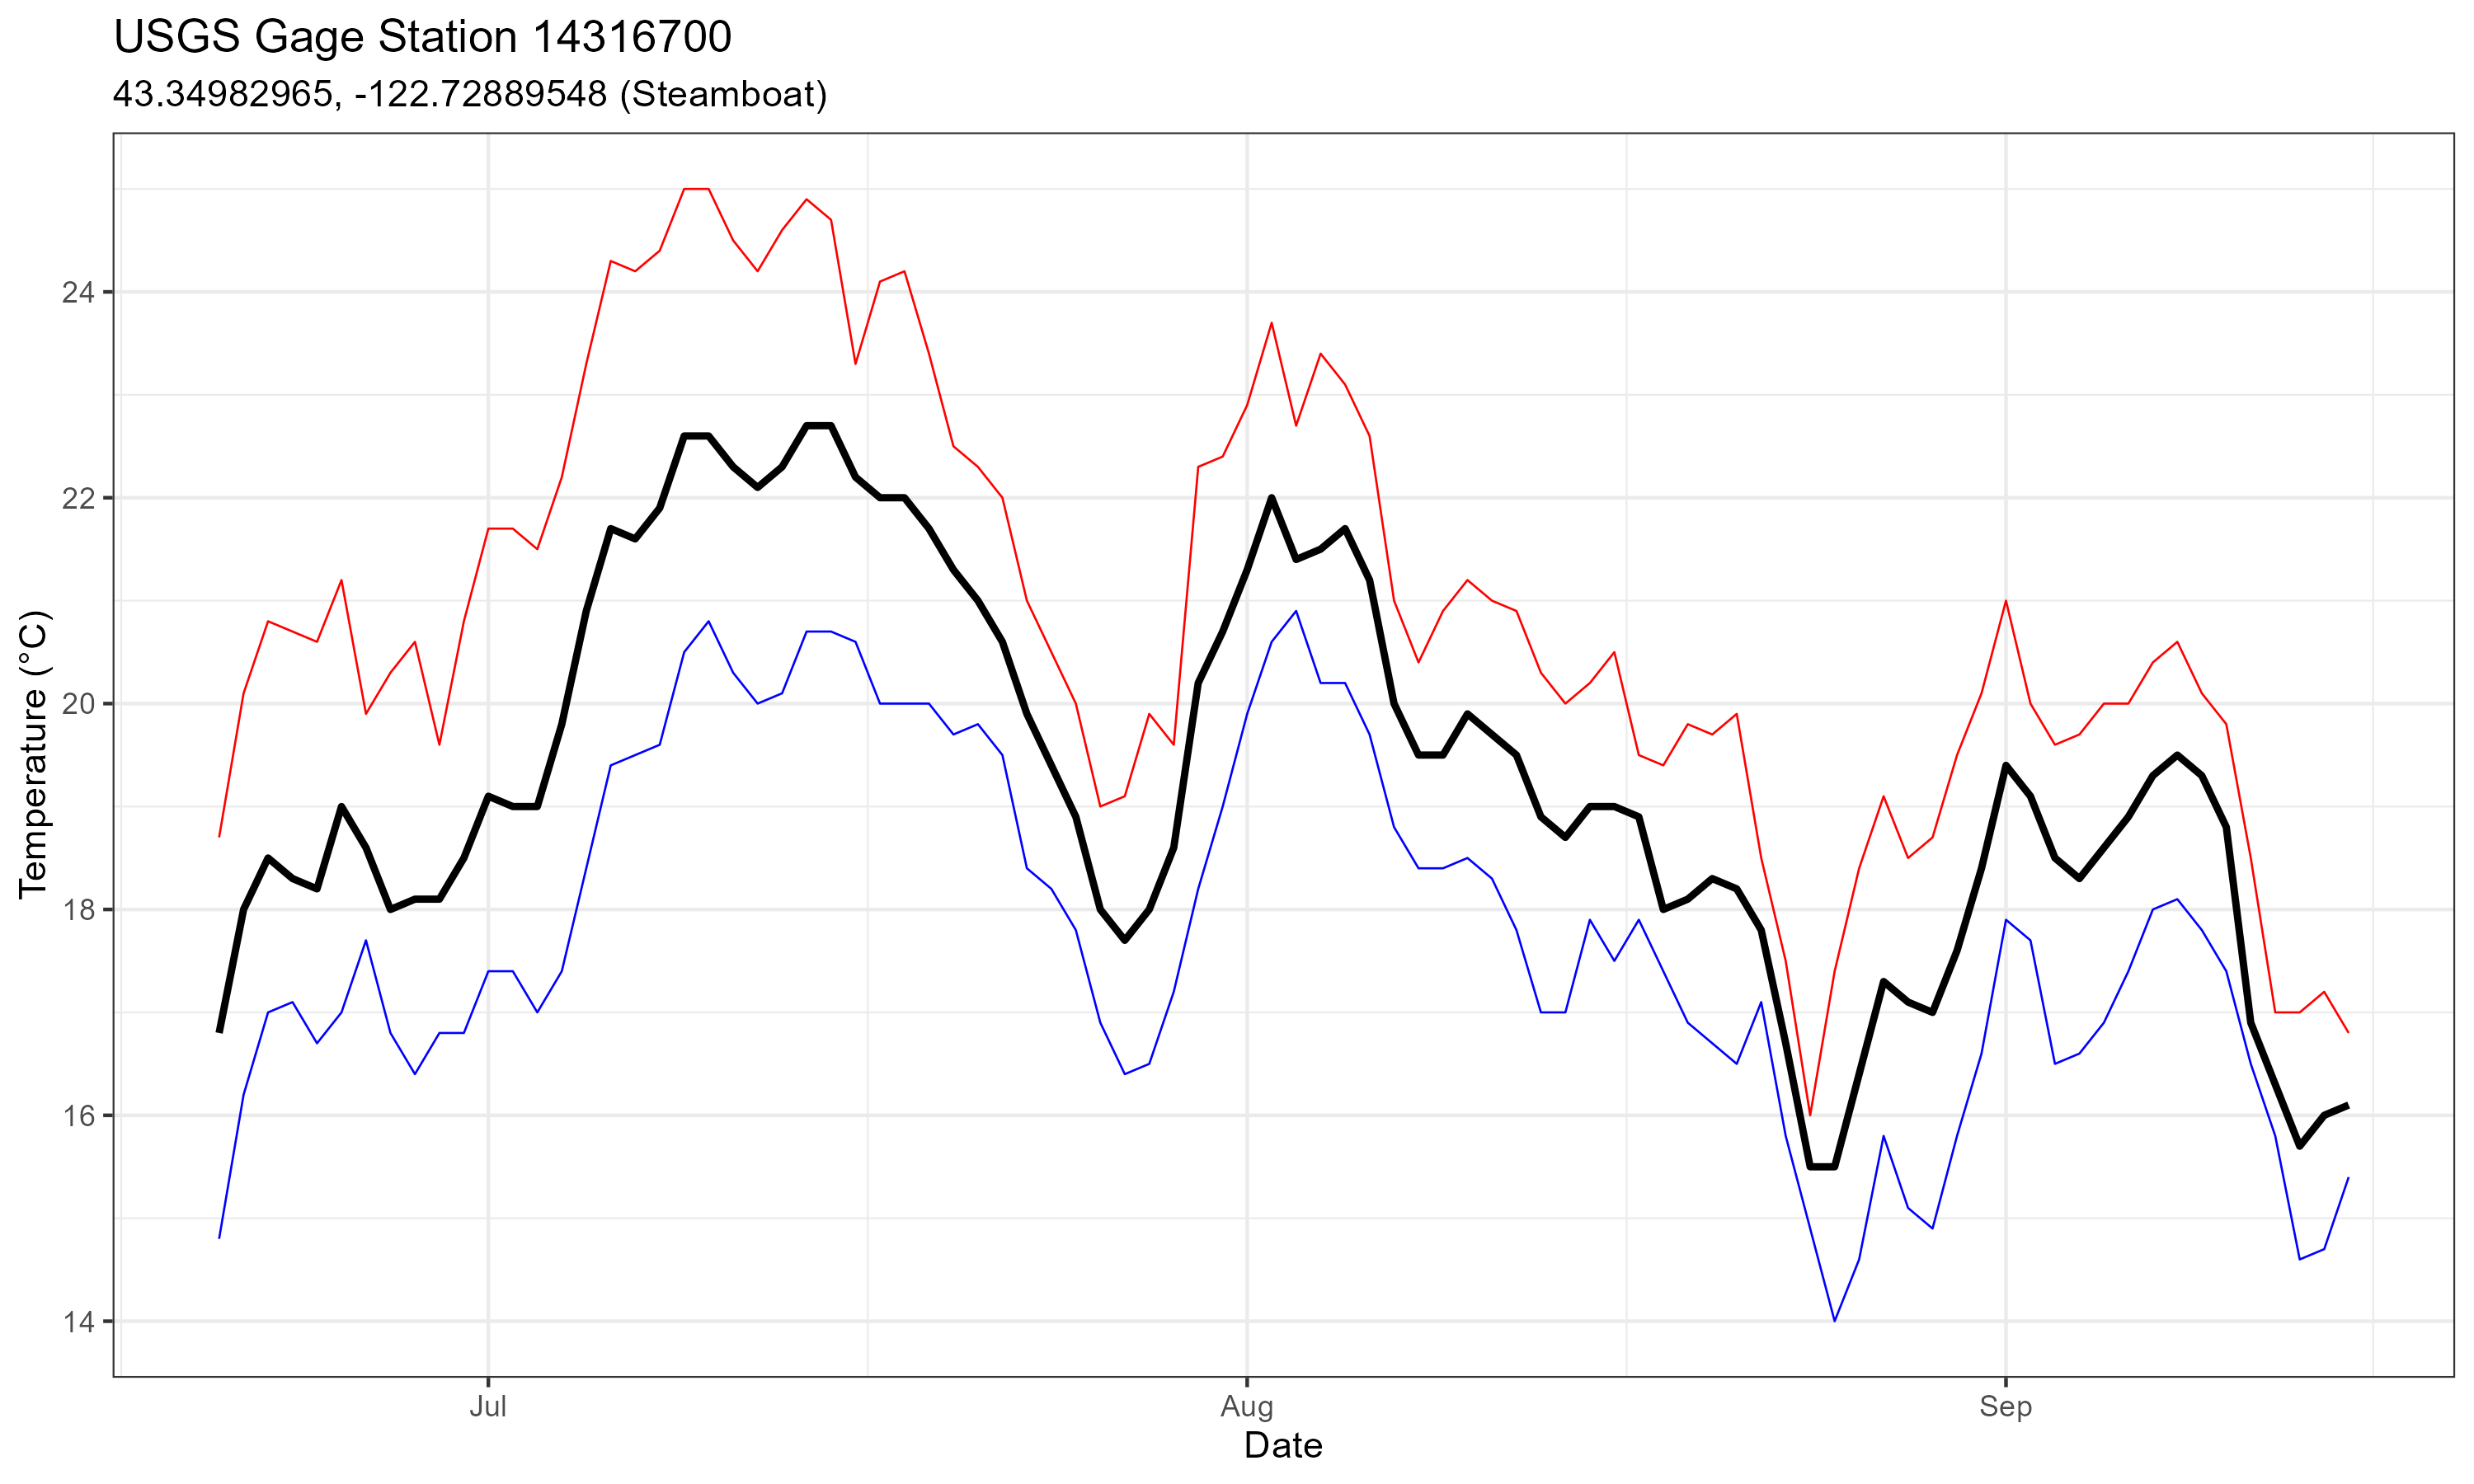 USGS Gage Station 14316700
43.34982965, -122.72889548 (Steamboat)
Temperature (°C)
24
22
20
18
16
14
Jul
Aug
Sep
Date